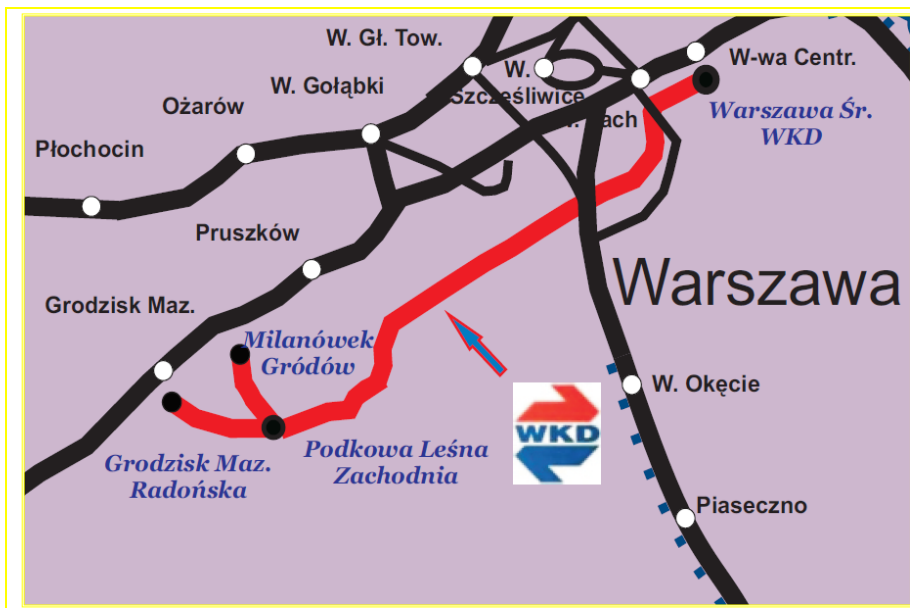 W. Gł. Tow.
W-wa Centr.
W. Gołąbki
W.
Szcześliwice
Ożarów
Warszawa Śr.
WKD
Płochocin
Pruszków
Warszawa
Grodzisk Maz.
Milanówek
Gródów
W. Okęcie
WKD
Podkowa Leśna
Zachodnia
Grodzisk Maz.
Radońska
Piaseczno